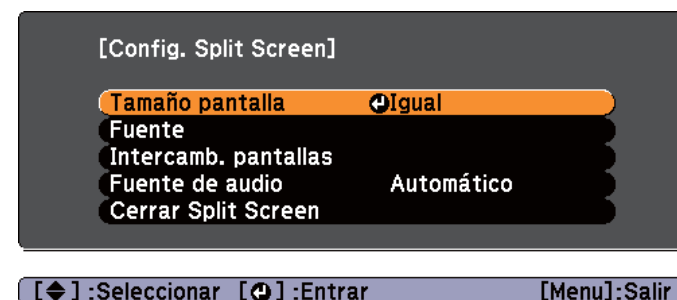 [Config. Split Screen]
Tamaño pantalla Igual
Fuente
Intercamb. pantallas
Fuente de audio Automático
Cerrar Split Screen
[◆] :Seleccionar [⏎] :Entrar [Menu]:Salir